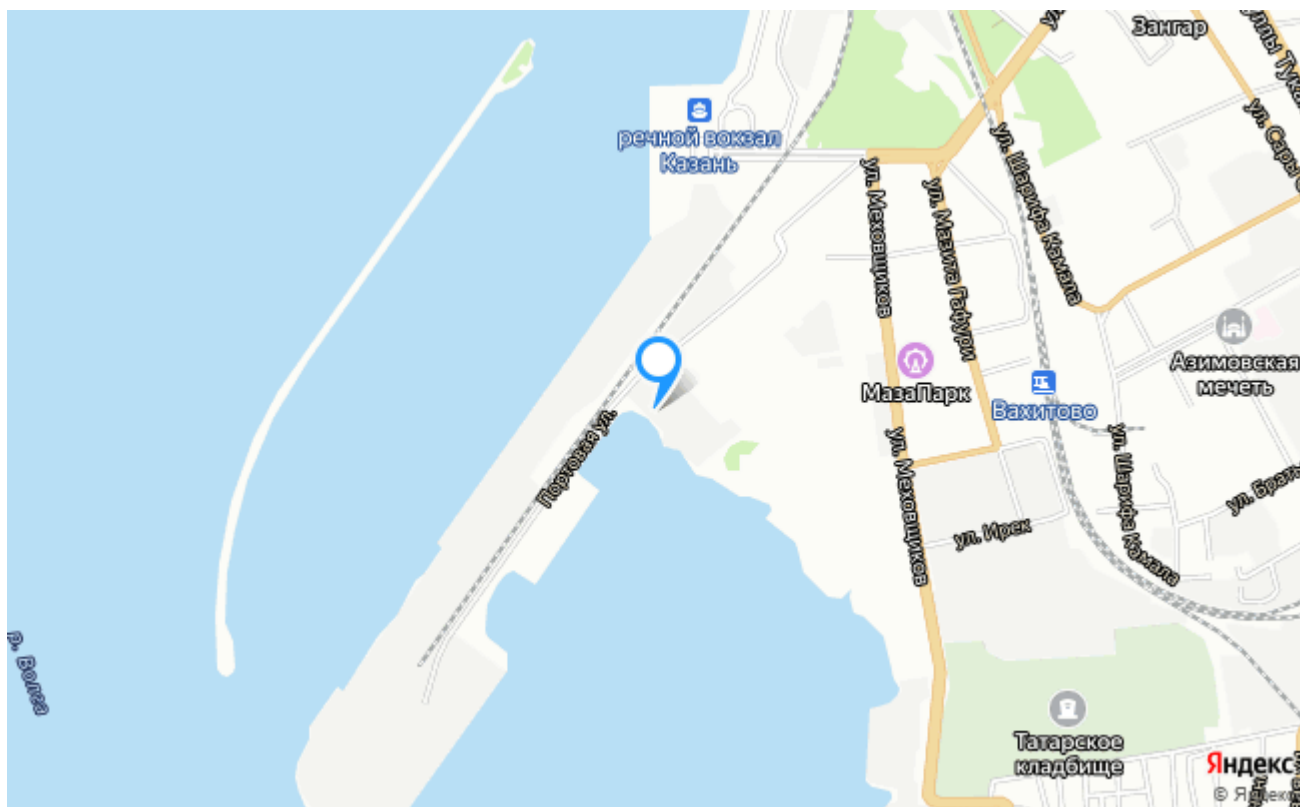 Зангар
речной вокзал
Казань
ул. Шарифа Камала
ул. Меховщиков
ул. Мазита Гафури
Азимовская
мечеть
МазаПарк
Вахитово
Портовая ул.
ул. Меховщиков
ул. Шарифа Камала
ул. Ирек
р. Волга
Татарское
кладбище
Яндекс